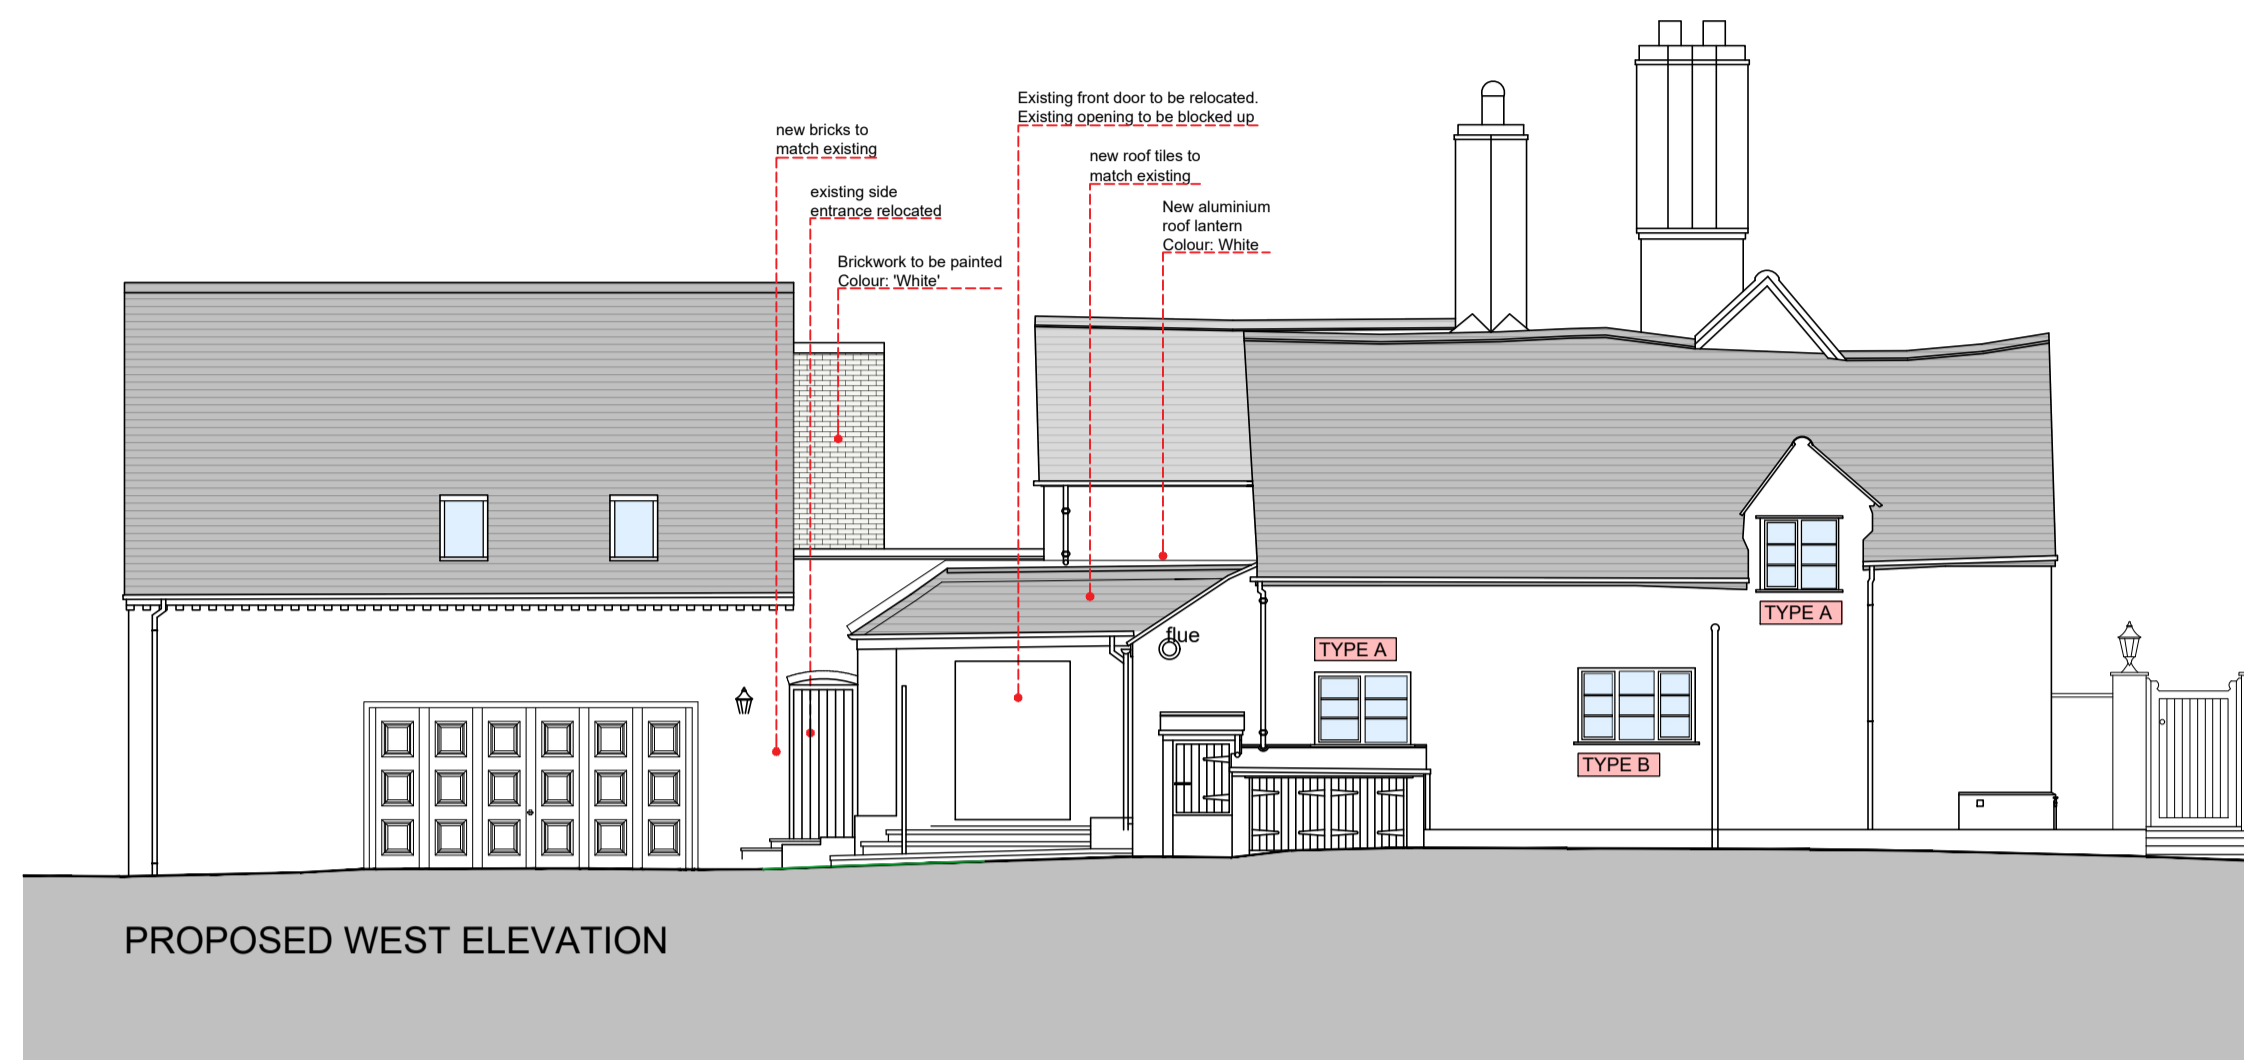 Existing front door to be relocated.
Existing opening to be blocked up
new bricks to
match existing
new roof tiles to
match existing
existing side
entrance relocated
New aluminium
roof lantern
Colour: White
Brickwork to be painted
Colour: 'White'
TYPE A
flue
TYPE A
TYPE B
PROPOSED WEST ELEVATION